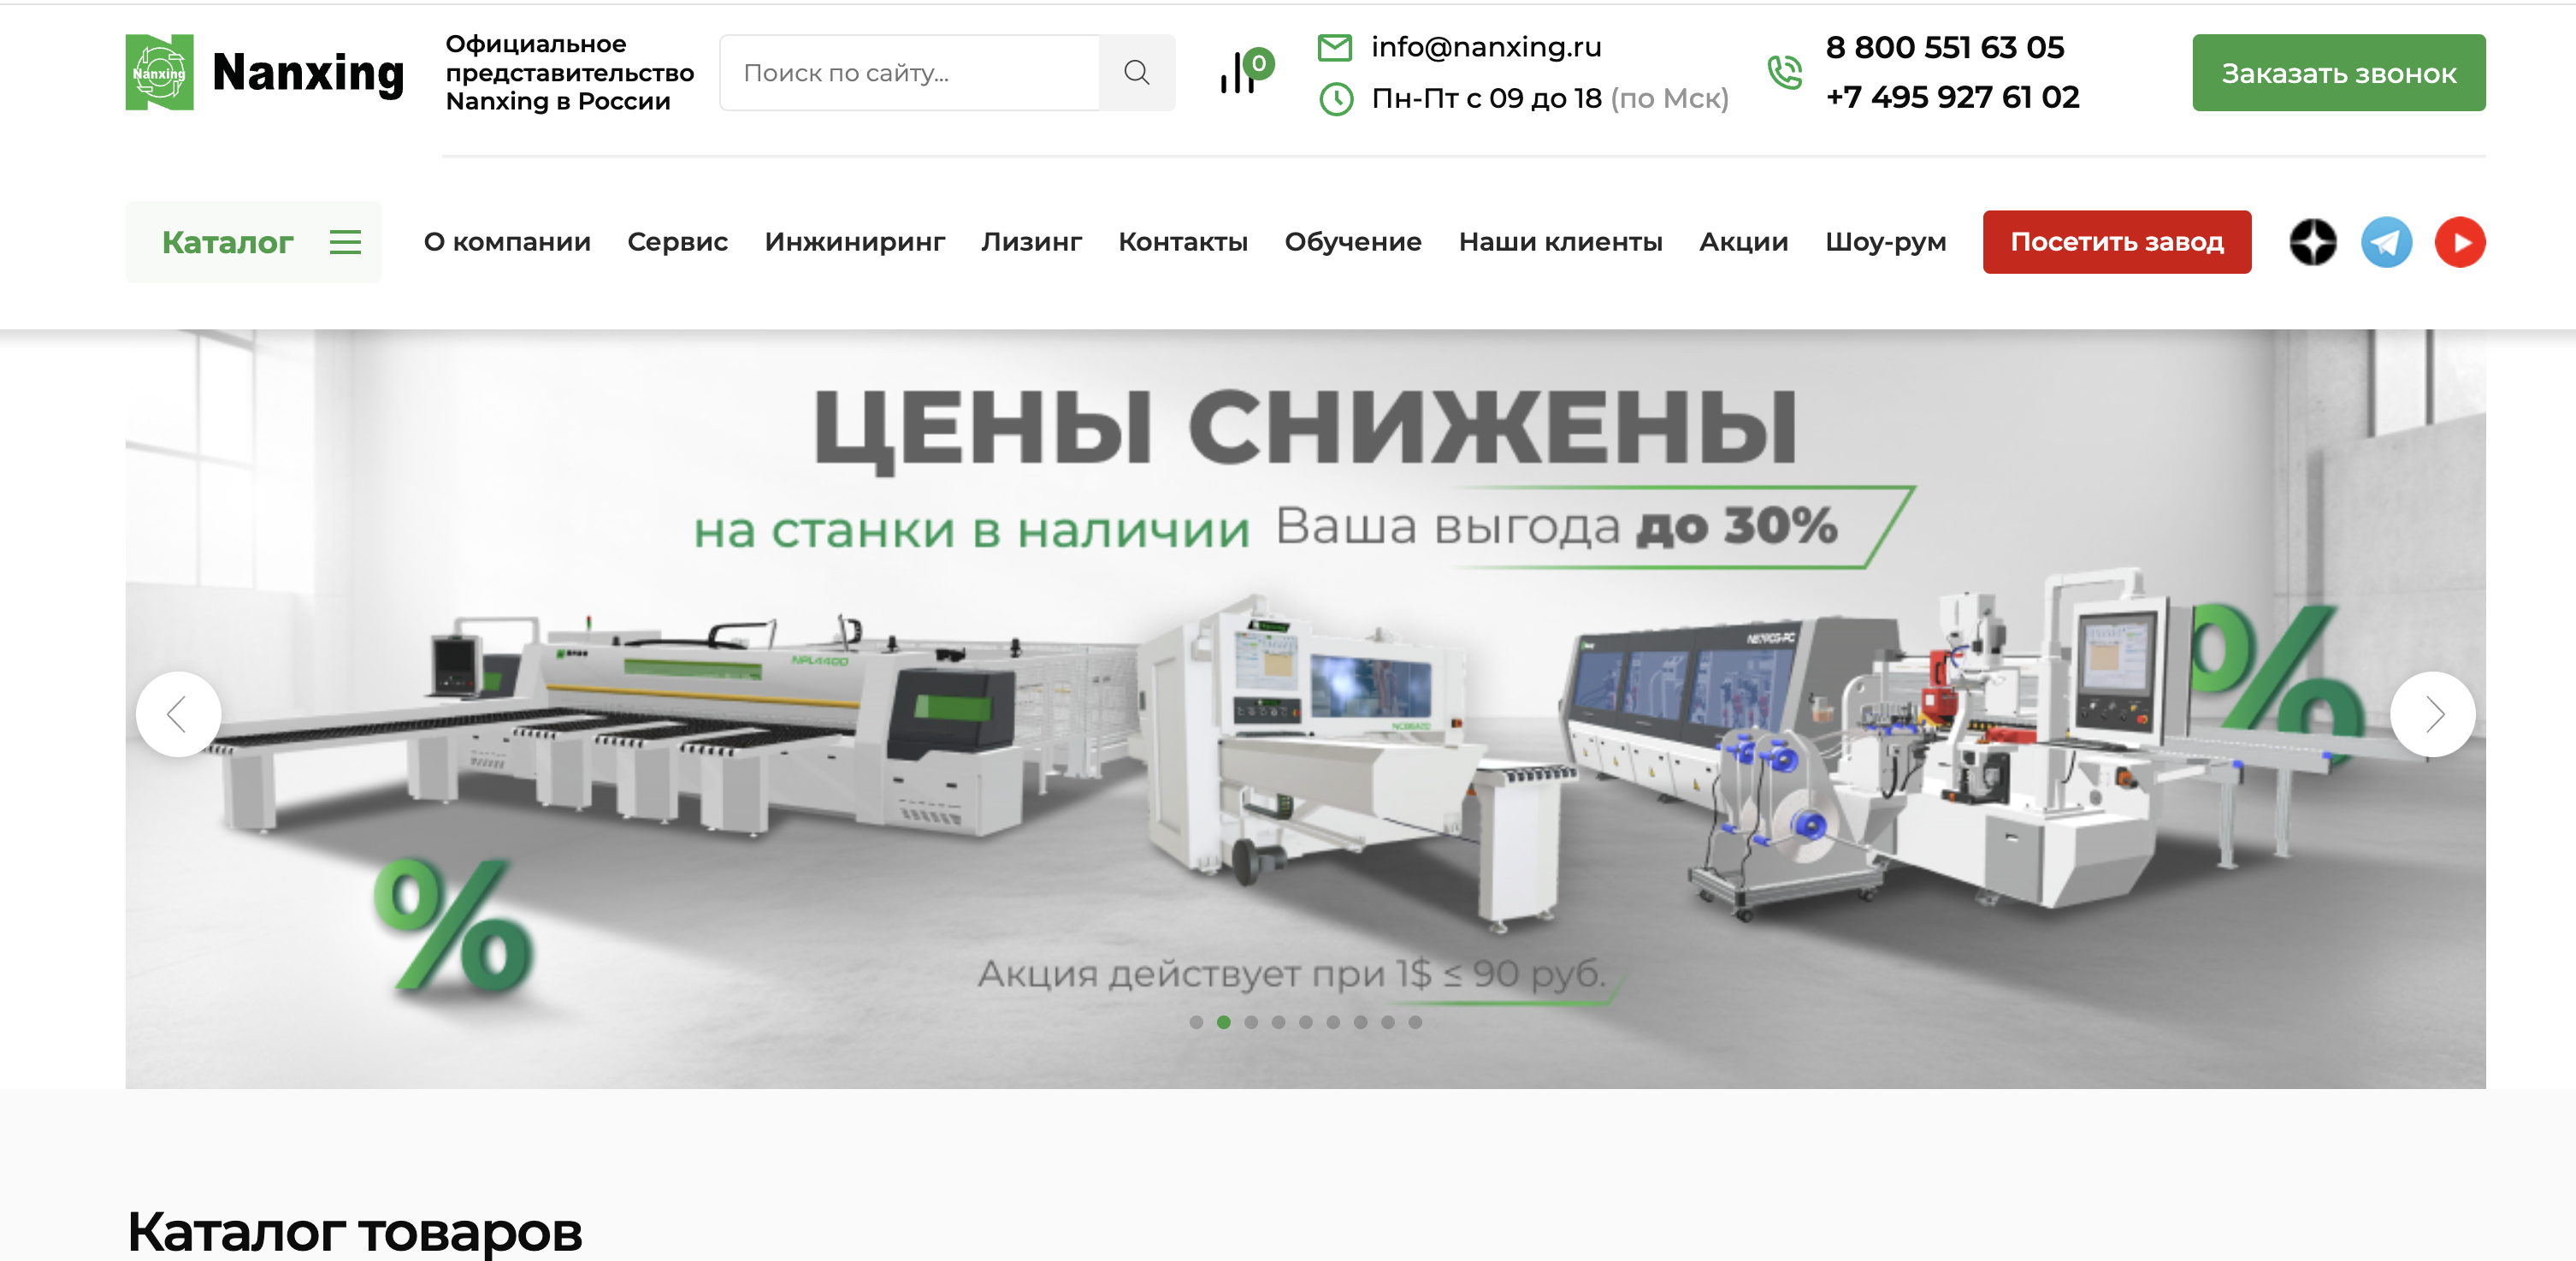 Nanxing
Nanxing
Официальное
представительство
Nanxing в России
Поиск по сайту...
0
info@nanxing.ru
Пн-Пт с 09 до 18 (по Мск)
8 800 551 63 05
+7 495 927 61 02
Заказать звонок
Каталог
О компании
Сервис
Инжиниринг
Лизинг
Контакты
Обучение
Наши клиенты
Акции
Шоу-рум
Посетить завод
ЦЕНЫ СНИЖЕНЫ
на станки в наличии
Ваша выгода до 30%
NPL4400
%
%
Акция действует при 1$ ≤ 90 руб.
Каталог товаров